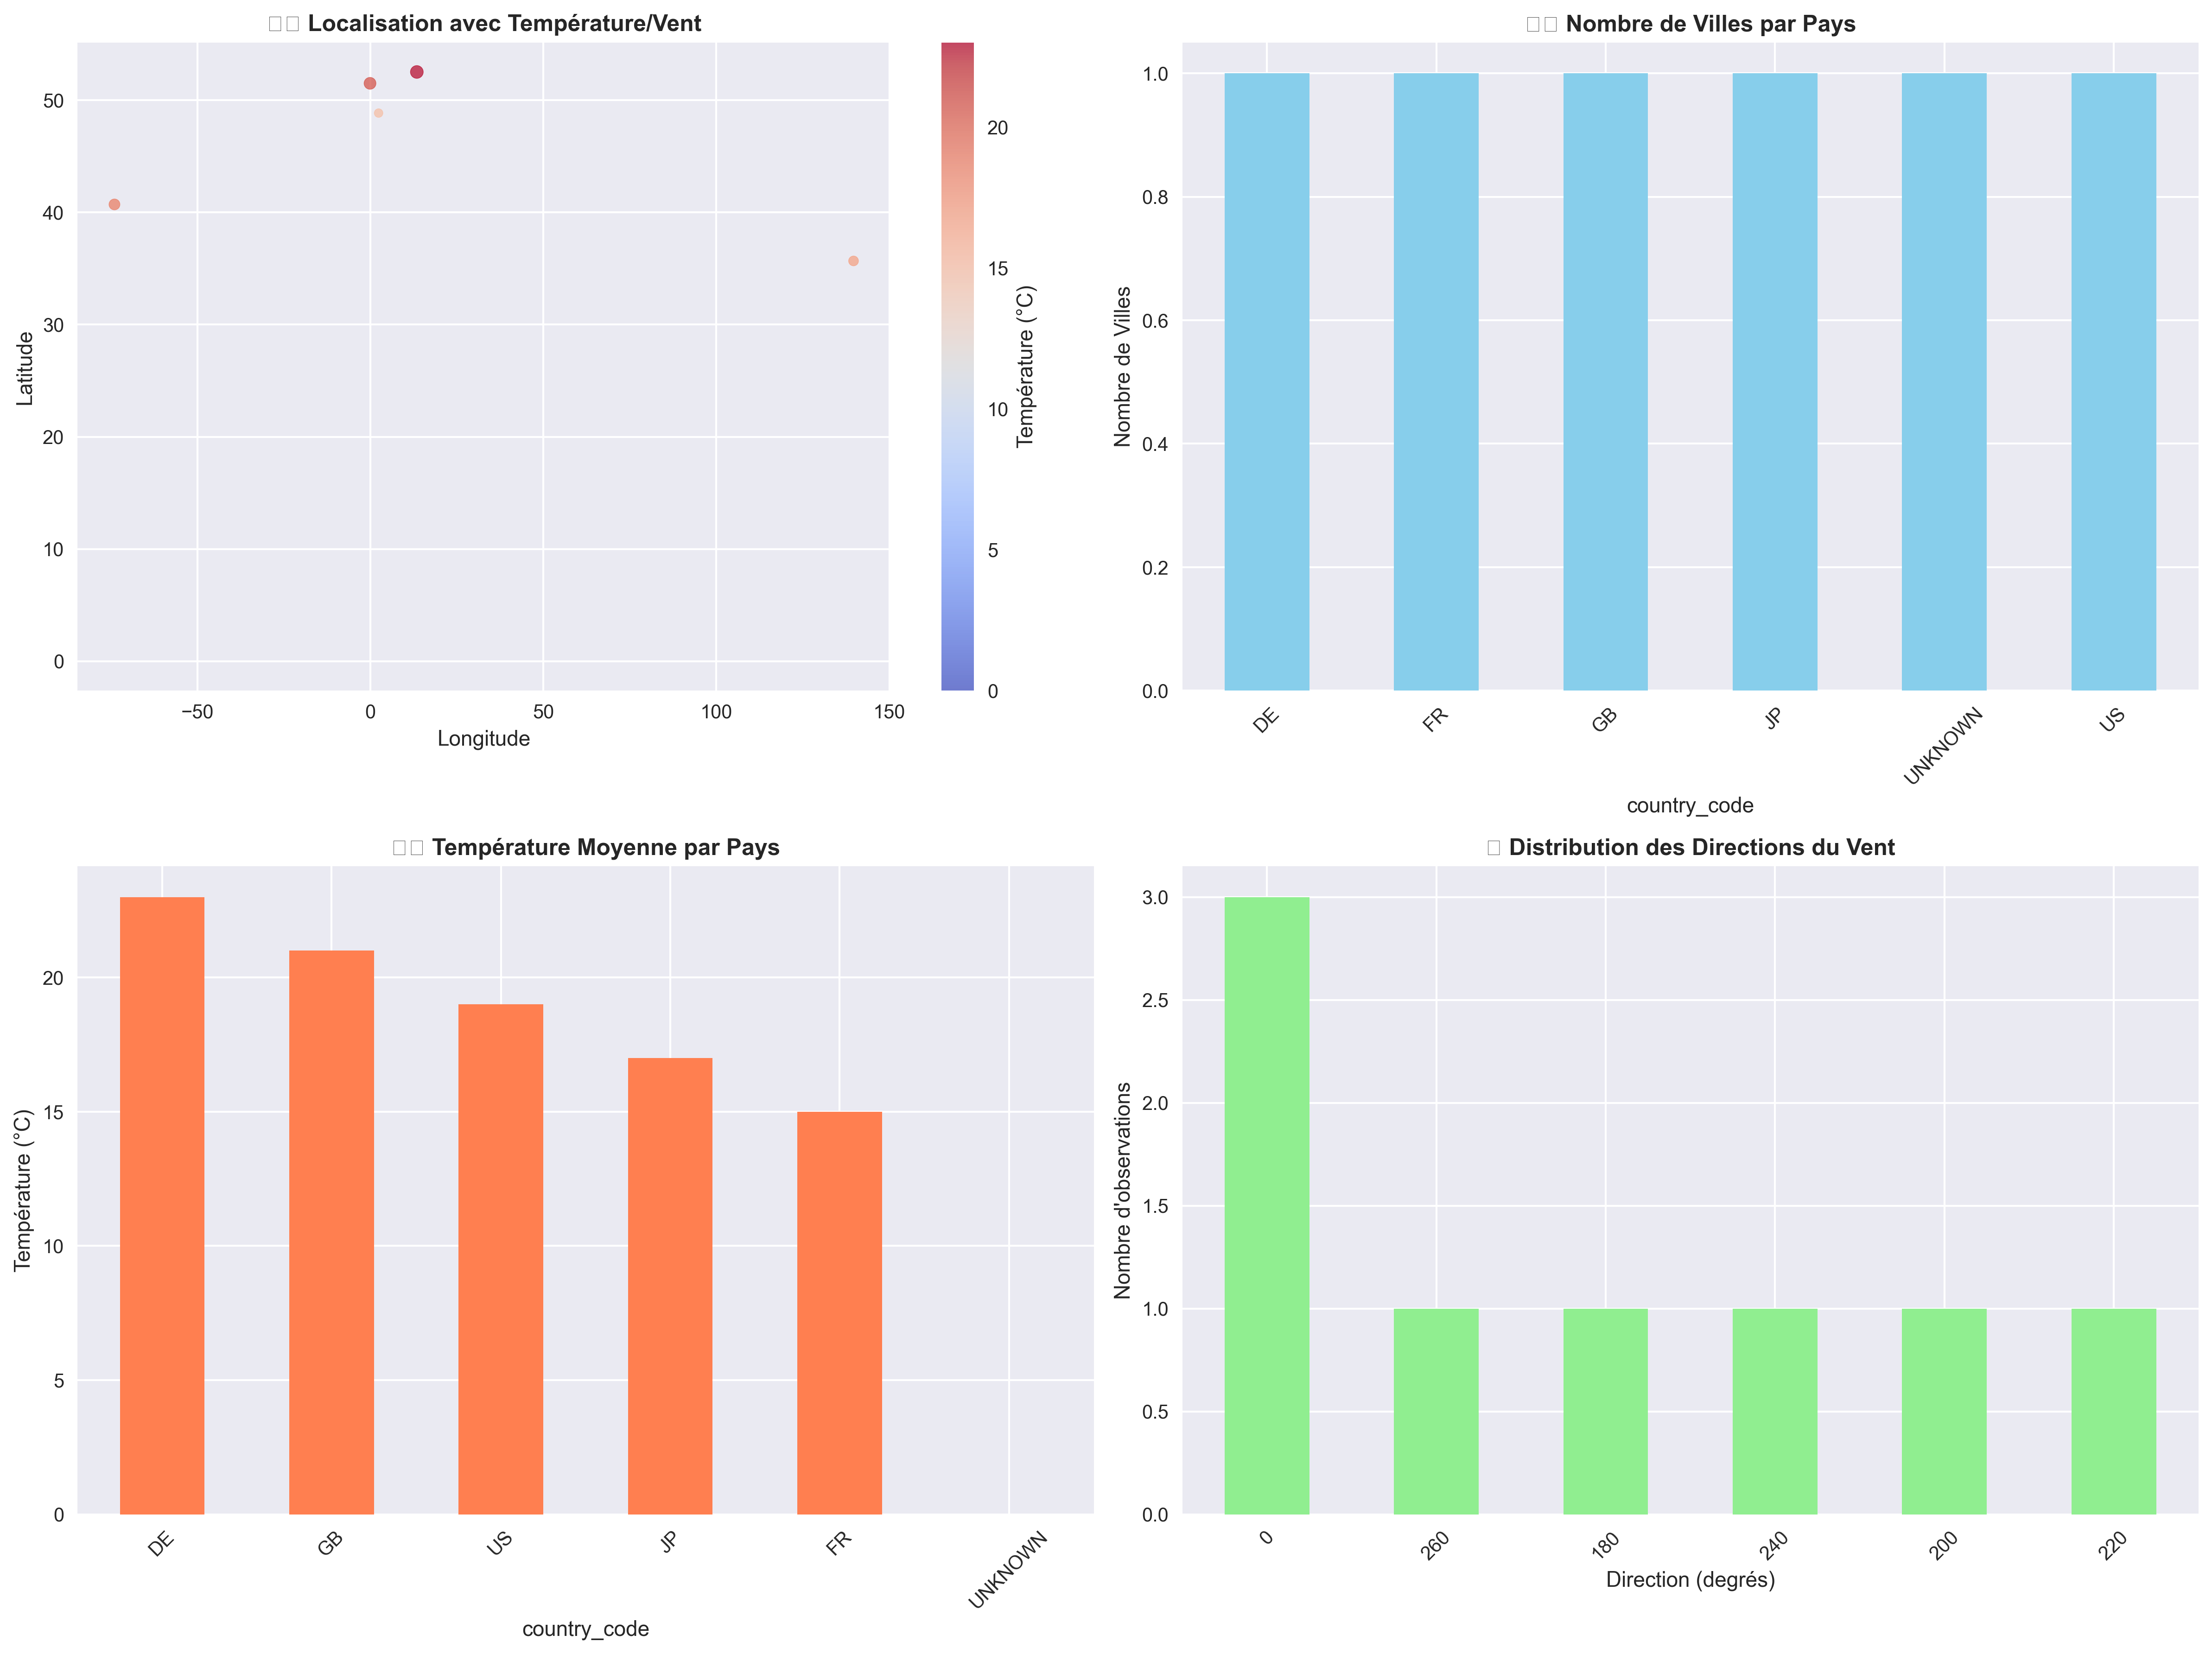 Localisation avec Température/Vent
50
40
30
20
10
0
−50
0
50
100
150
Latitude
Longitude
20
15
10
5
0
Température (°C)
Nombre de Villes par Pays
1.0
0.8
0.6
0.4
0.2
0.0
Nombre de Villes
DE
FR
GB
JP
UNKNOWN
US
country_code
Température Moyenne par Pays
20
15
10
5
0
Température (°C)
DE
GB
US
JP
FR
UNKNOWN
country_code
Distribution des Directions du Vent
3.0
2.5
2.0
1.5
1.0
0.5
0.0
Nombre d'observations
0
260
180
240
200
220
Direction (degrés)